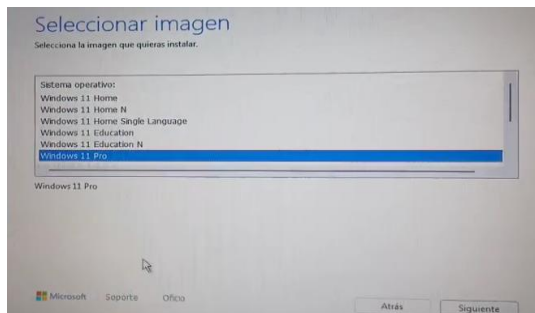 Seleccionar imagen
Selecciona la imagen que quieras instalar.
Sistema operativo:
Windows 11 Home
Windows 11 Home N
Windows 11 Home Single Language
Windows 11 Education
Windows 11 Education N
Windows 11 Pro
Windows 11 Pro
Microsoft Soporte
Atrás Siguiente